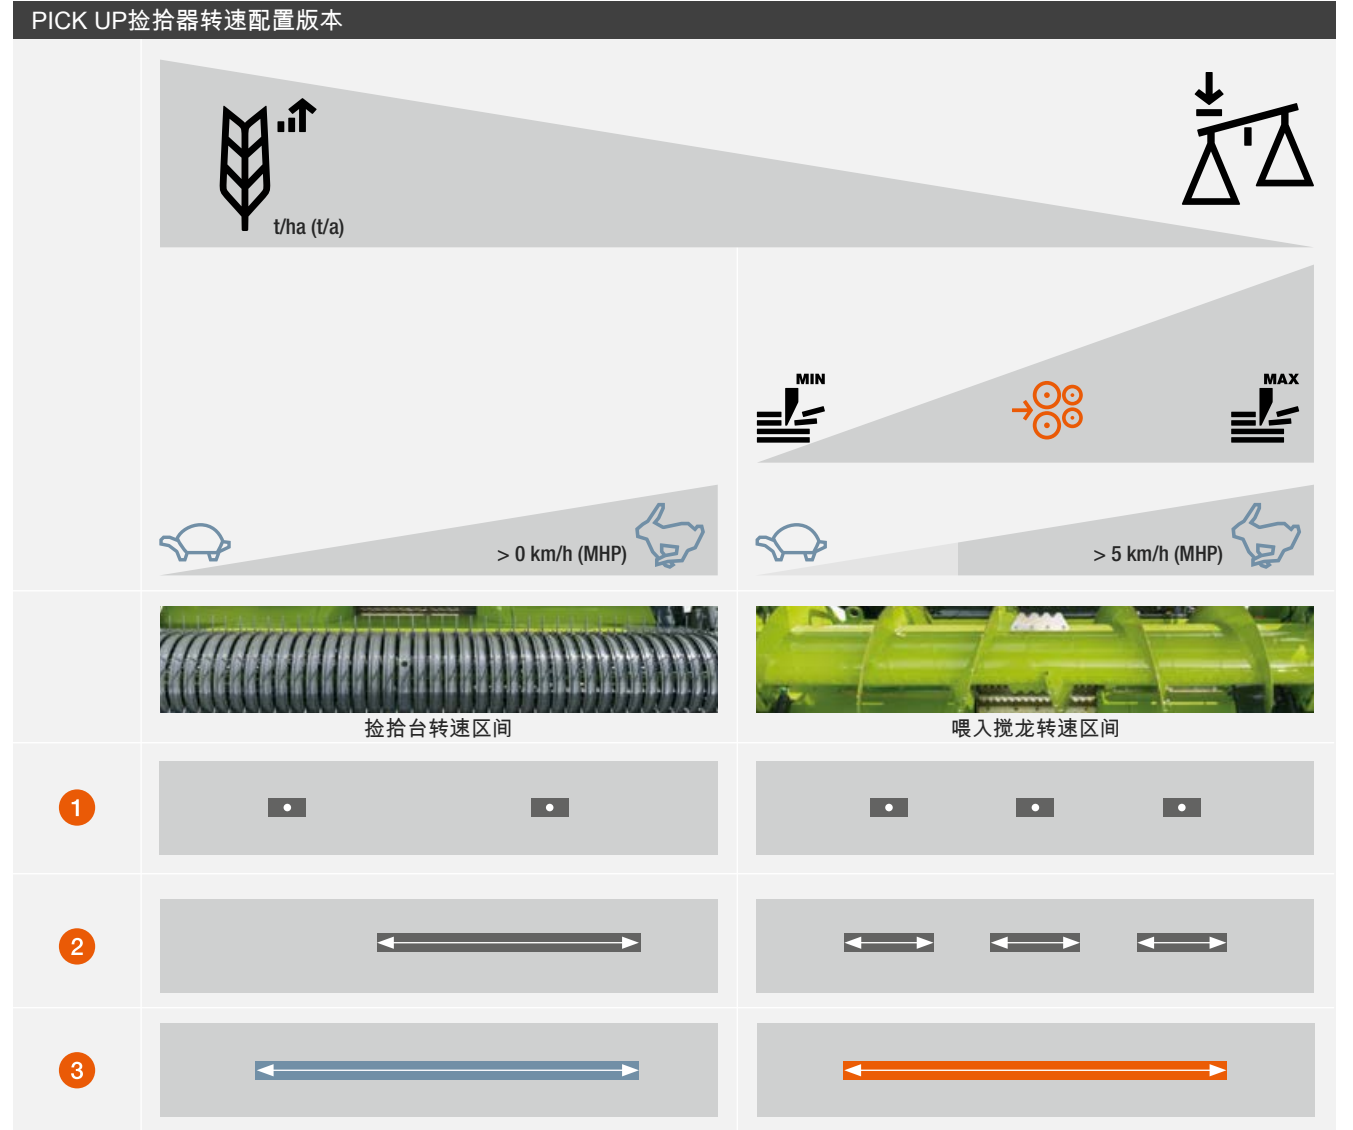 PICK UP捡拾器转速配置版本
t/ha (t/a)
MIN
MAX
> 0 km/h (MHP)
> 5 km/h (MHP)
捡拾台转速区间
喂入搅龙转速区间
1
2
3